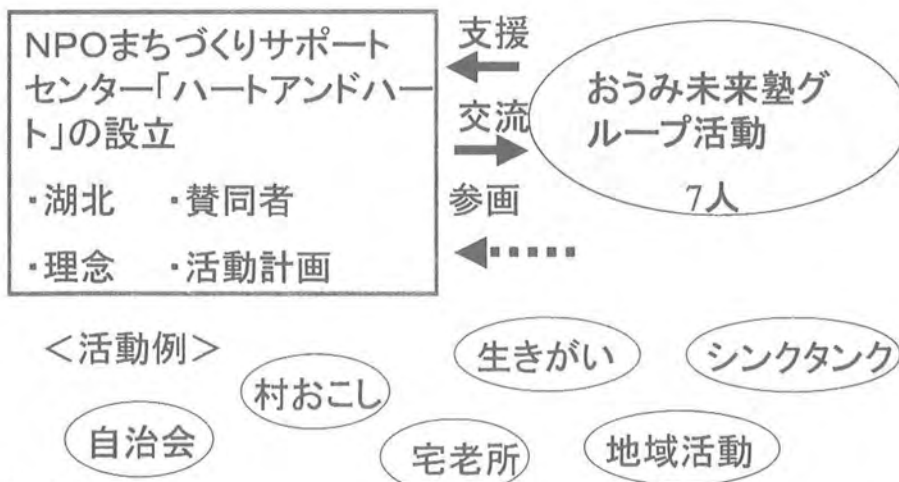 NPOまちづくりサポート
センター「ハートアンドハー
ト」の設立
・湖北 ・賛同者
・理念 ・活動計画
支援
交流
参画
おうみ未来塾グ
ループ活動
7人
＜活動例＞
生きがい
シンクタンク
村おこし
自治会
宅老所
地域活動